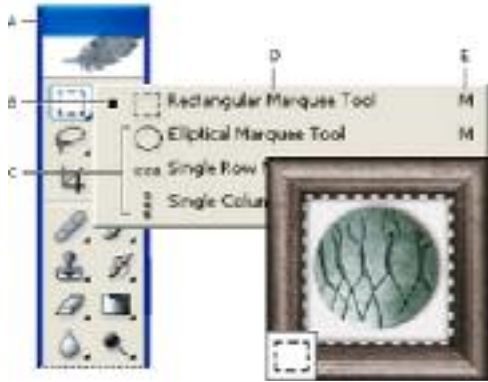 A
D E
B Rectangular Marquee Tool M
Elliptical Marquee Tool M
C Single Row
Single Colu